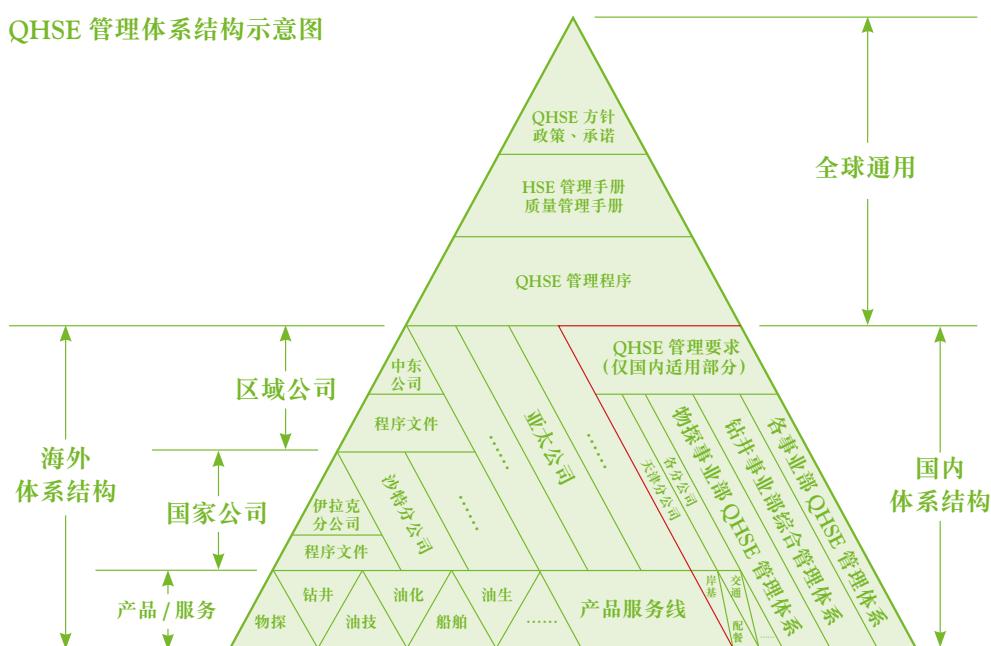 QHSE 管理体系结构示意图
QHSE 方针
政策、承诺
全球通用
HSE 管理手册
质量管理手册
QHSE 管理程序
QHSE 管理要求
（仅国内适用部分）
中东
公司
区域公司
程序文件
亚太公司
……
……
海外
体系结构
国家公司
伊拉克
分公司
沙特分公司
……
程序文件
天津分公司
各分公司
物探事业部 QHSE 管理体系
钻井事业部综合管理体系
各事业部 QHSE 管理体系
国内
体系结构
产品 / 服务
物探
钻井
油技
油化
船舶
油生
……
产品服务线
岸基
交通
配餐
……